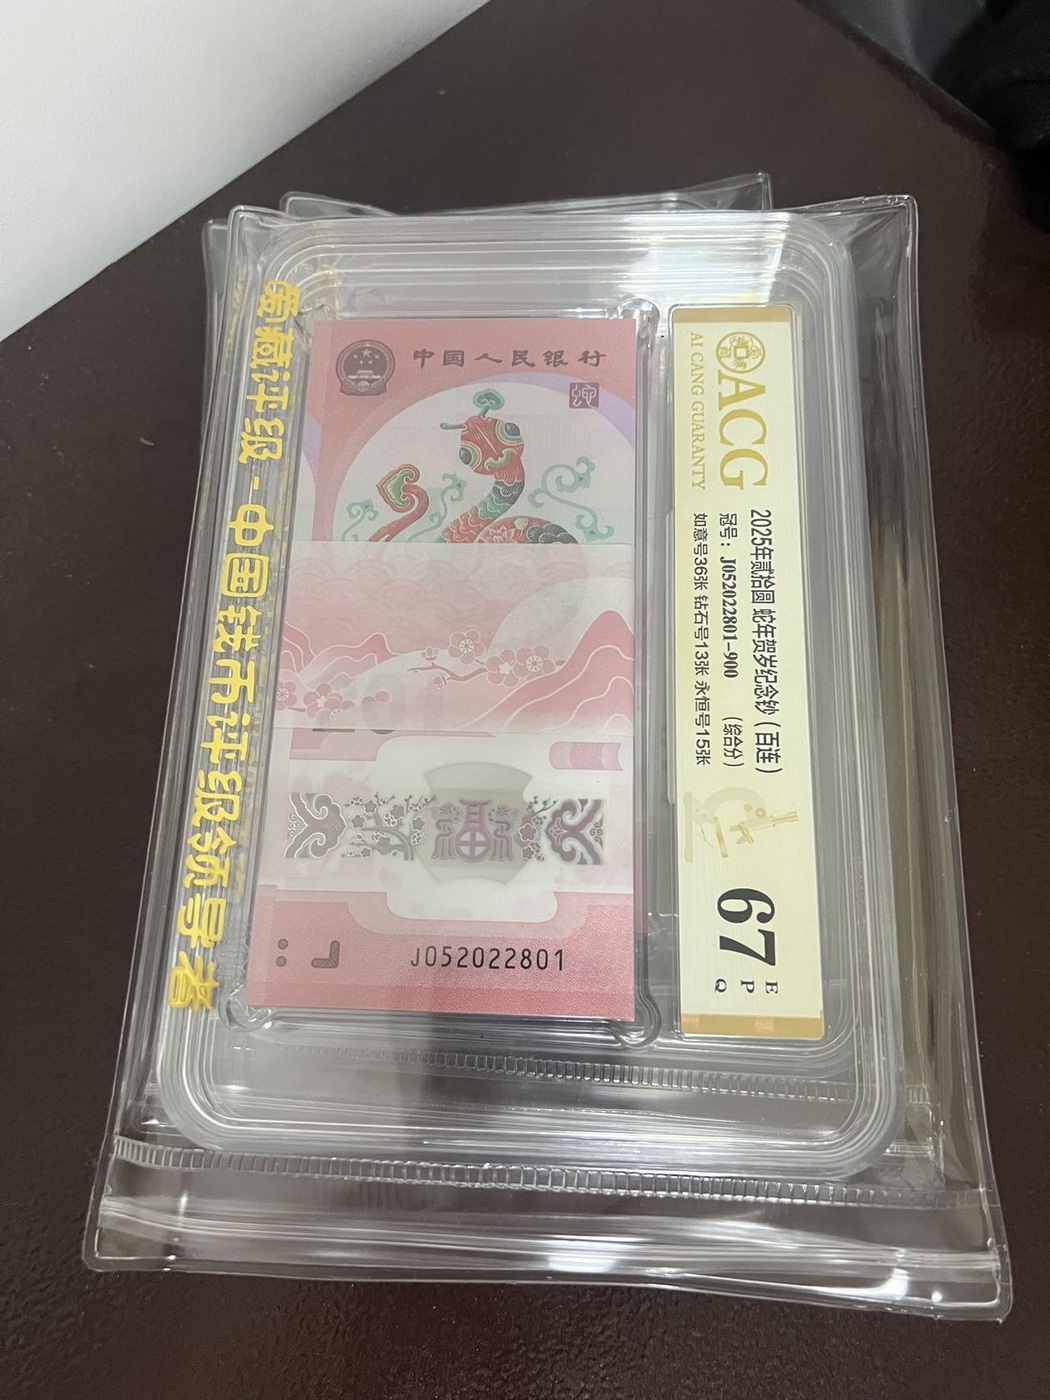 中国人民银行
J052022801
ACG
AI CANG GUARANTY
2025年贰拾圆 蛇年贺岁纪念钞（百连）
冠：J052022801-900 （综合分）
如意号36张 钻石号13张 永恒号15张
67
E
P
Q
爱藏评级-中国钱币评级领导者